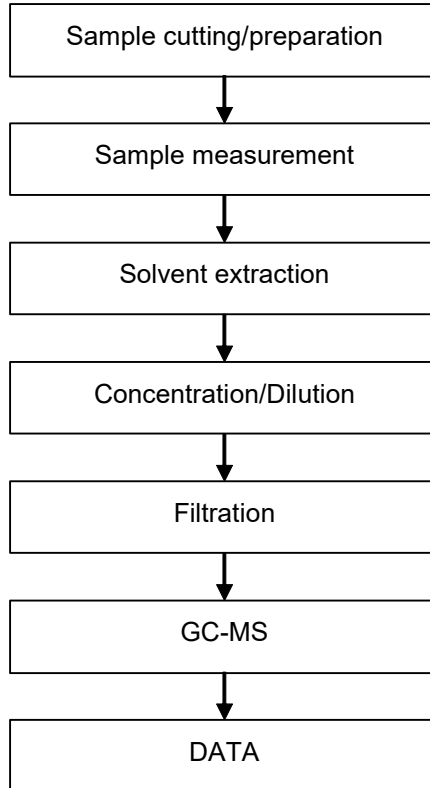 Sample cutting/preparation
Sample measurement
Solvent extraction
Concentration/Dilution
Filtration
GC-MS
DATA